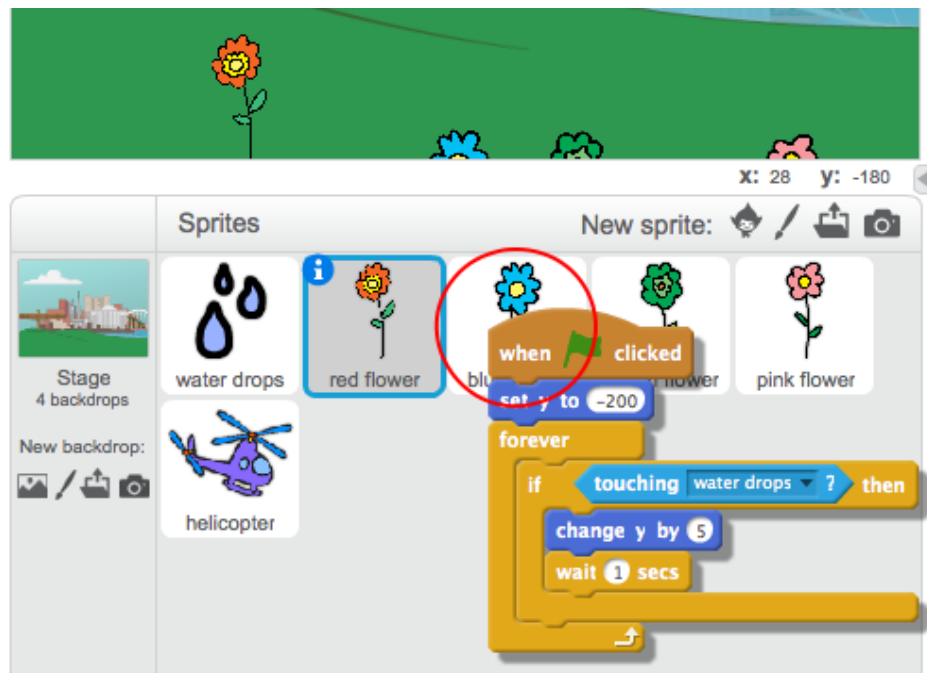 x: 28 y: -180
Sprites
New sprite:
Stage
4 backdrops
New backdrop:
water drops
red flower
flower
pink flower
helicopter
when clicked
set y to -200
forever
if touching water drops ? then
change y by 5
wait 1 secs